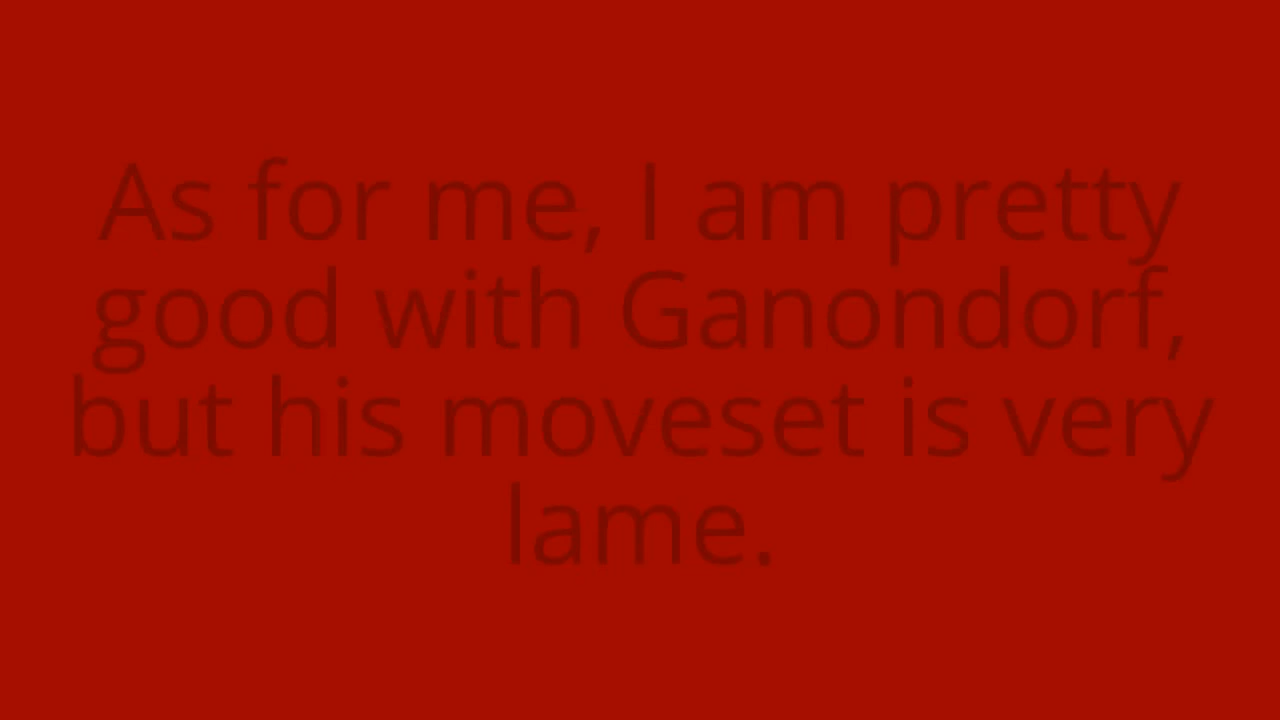 As for me, I am pretty
good with Ganondorf,
but his moveset is very
lame.